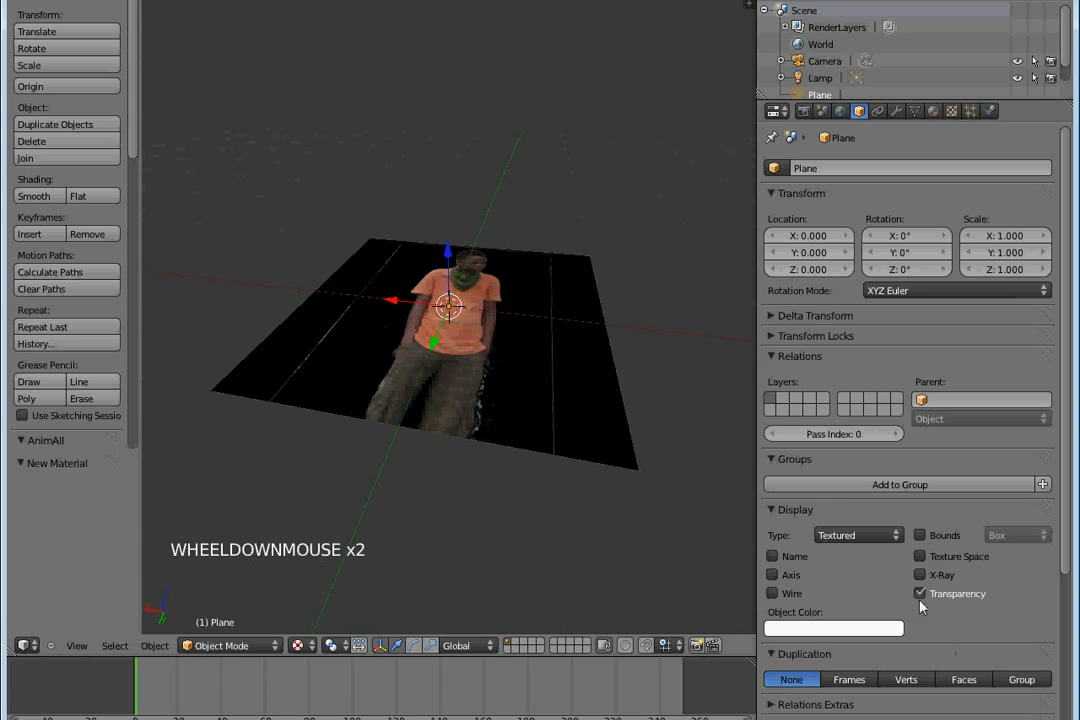 Transform:
Translate
Rotate
Scale
Origin
Object:
Duplicate Objects
Delete
Join
Shading:
Smooth Flat
Keyframes:
Insert Remove
Motion Paths:
Calculate Paths
Clear Paths
Repeat:
Repeat Last
History...
Grease Pencil:
Draw Line
Poly Erase
Use Sketching Sessio
AnimAll
New Material
WHEELDOWNMOUSE x2
(1) Plane
View Select Object Object Mode Global
Scene
RenderLayers
World
Camera
Lamp
Plane
Plane
Plane
Transform
Location: Rotation: Scale:
X: 0.000 X: 0° X: 1.000
Y: 0.000 Y: 0° Y: 1.000
Z: 0.000 Z: 0° Z: 1.000
Rotation Mode: XYZ Euler
Delta Transform
Transform Locks
Relations
Layers: Parent:
Object
Pass Index: 0
Groups
Add to Group
Display
Type: Textured Bounds Box
Name Texture Space
Axis X-Ray
Wire Transparency
Object Color:
Duplication
None Frames Verts Faces Group
Relations Extras